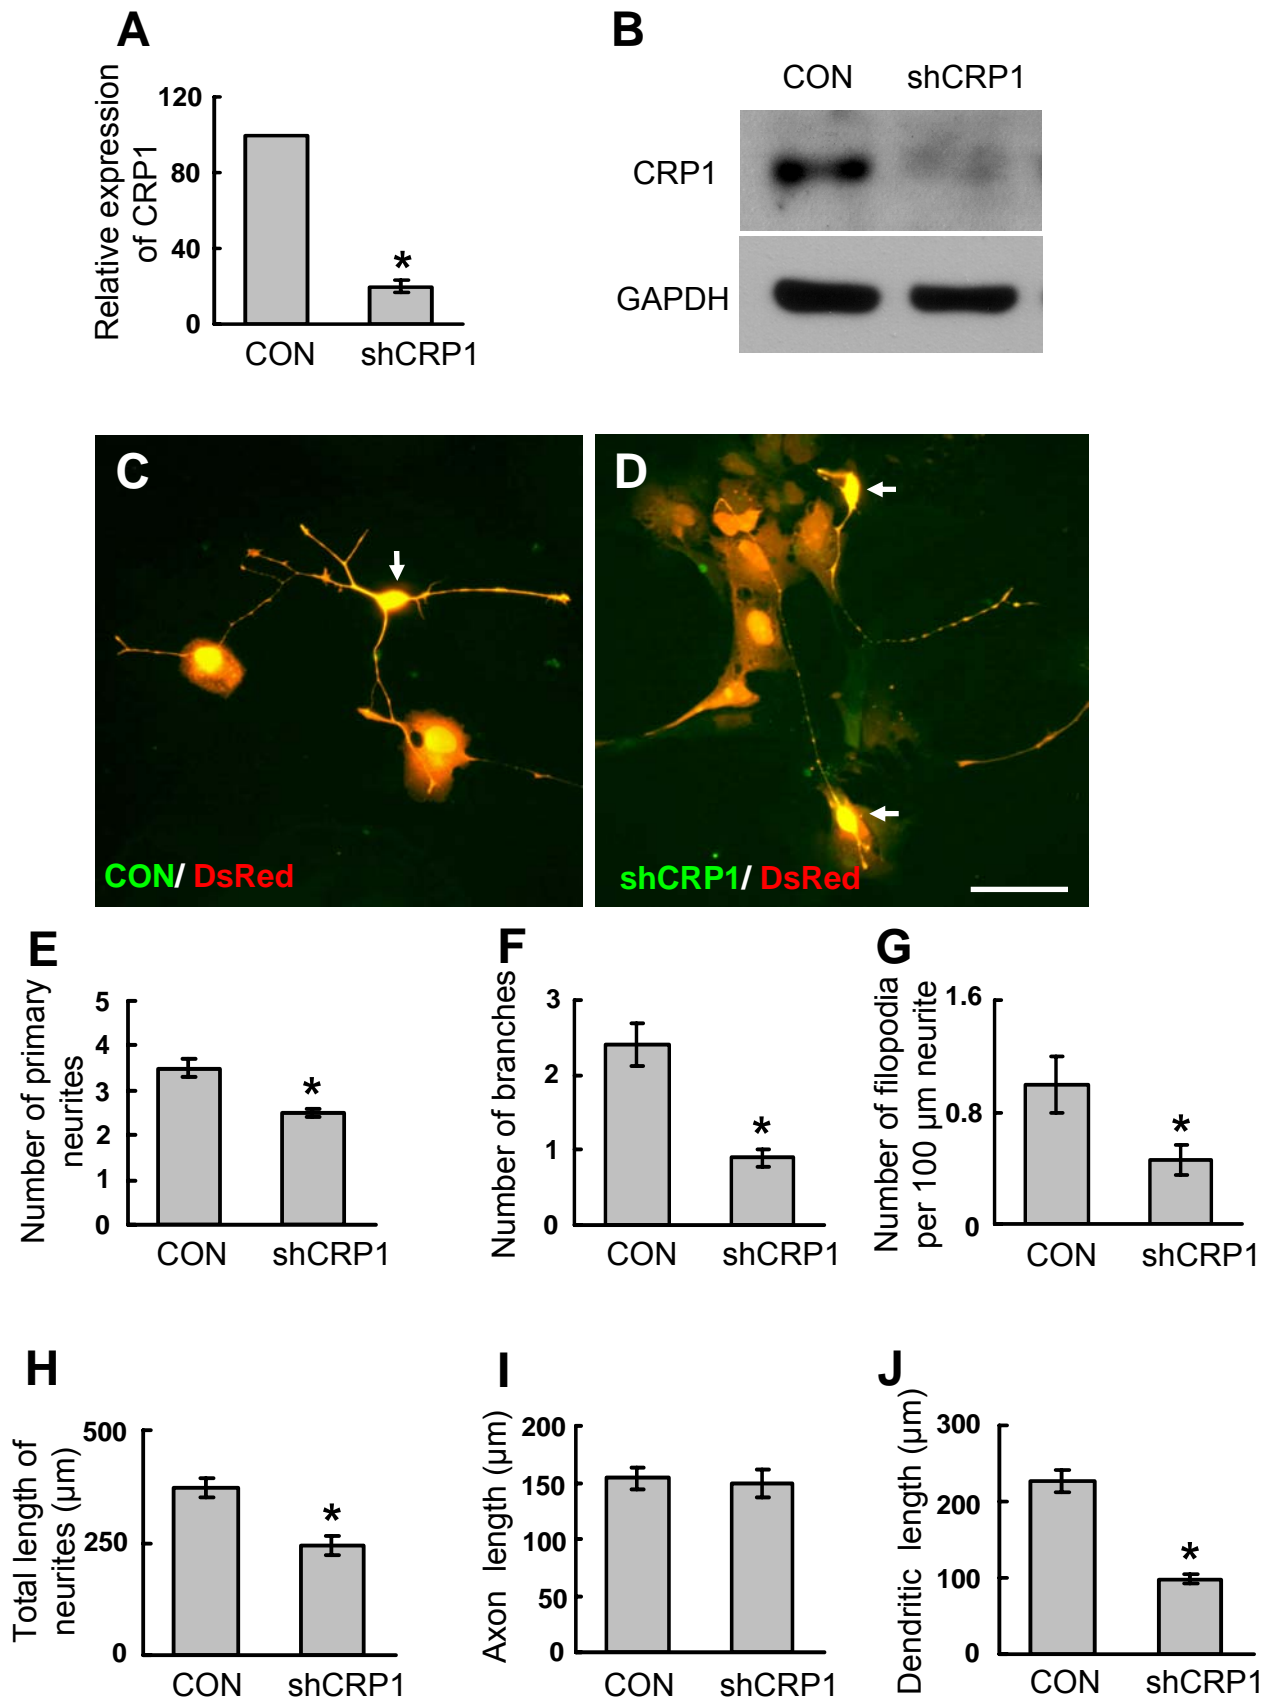 A
Relative expression
of CRP1
120
80
40
0
*
CON
shCRP1
B
CON
shCRP1
CRP1
GAPDH
C
CON/ DsRed
D
shCRP1/ DsRed
E
Number of primary
neurites
5
4
3
2
1
0
*
CON
shCRP1
F
Number of branches
3
2
1
0
*
CON
shCRP1
G
Number of filopodia
per 100 µm neurite
1.6
0.8
0
*
CON
shCRP1
H
Total length of
neurites (µm)
500
250
0
*
CON
shCRP1
I
Axon length (µm)
200
150
100
50
0
CON
shCRP1
J
Dendritic length (µm)
300
200
100
0
*
CON
shCRP1